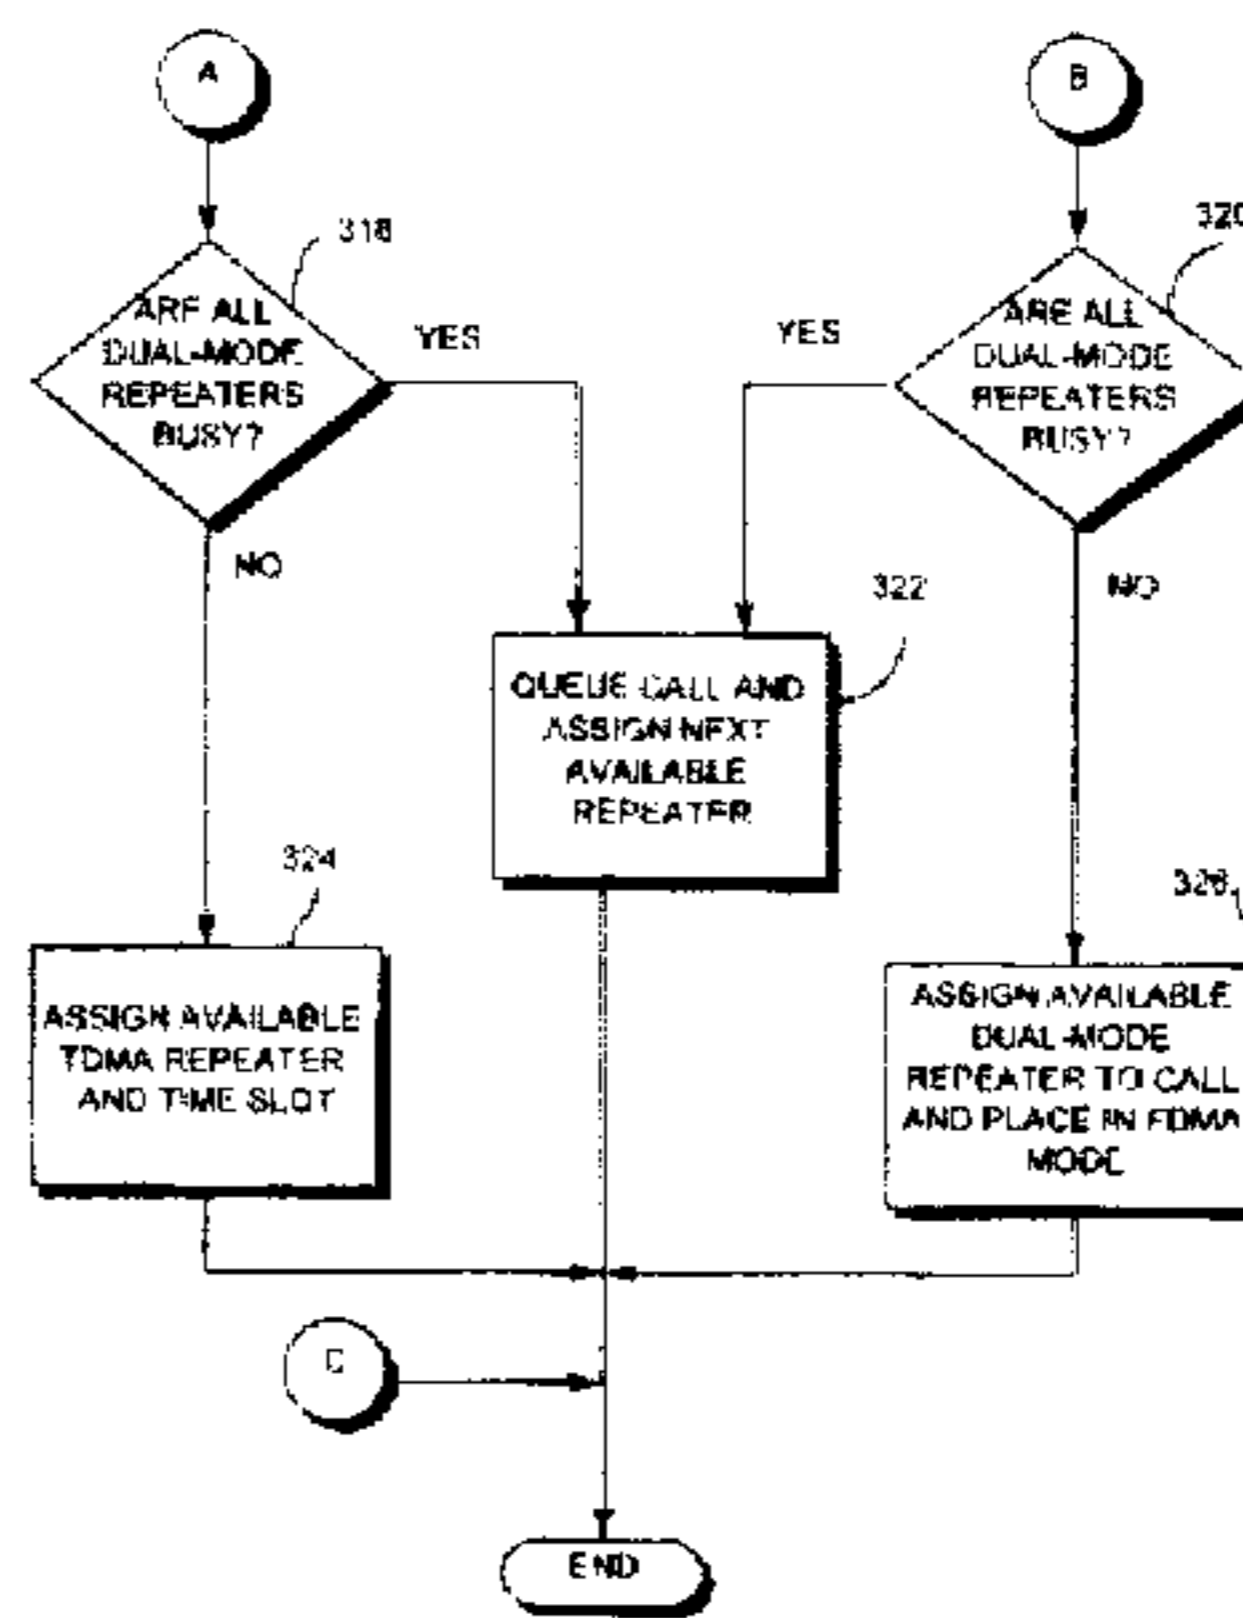 A
B
318
320
ARE ALL
DUAL-MODE
REPEATERS
BUSY?
YES
YES
ARE ALL
DUAL-MODE
REPEATERS
BUSY?
NO
NO
322
QUEUE CALL AND
ASSIGN NEXT
AVAILABLE
REPEATER
324
326
ASSIGN AVAILABLE
TDMA REPEATER
AND TIME SLOT
ASSIGN AVAILABLE
DUAL-MODE
REPEATER TO CALL
AND PLACE IN FDMA
MODE
C
END